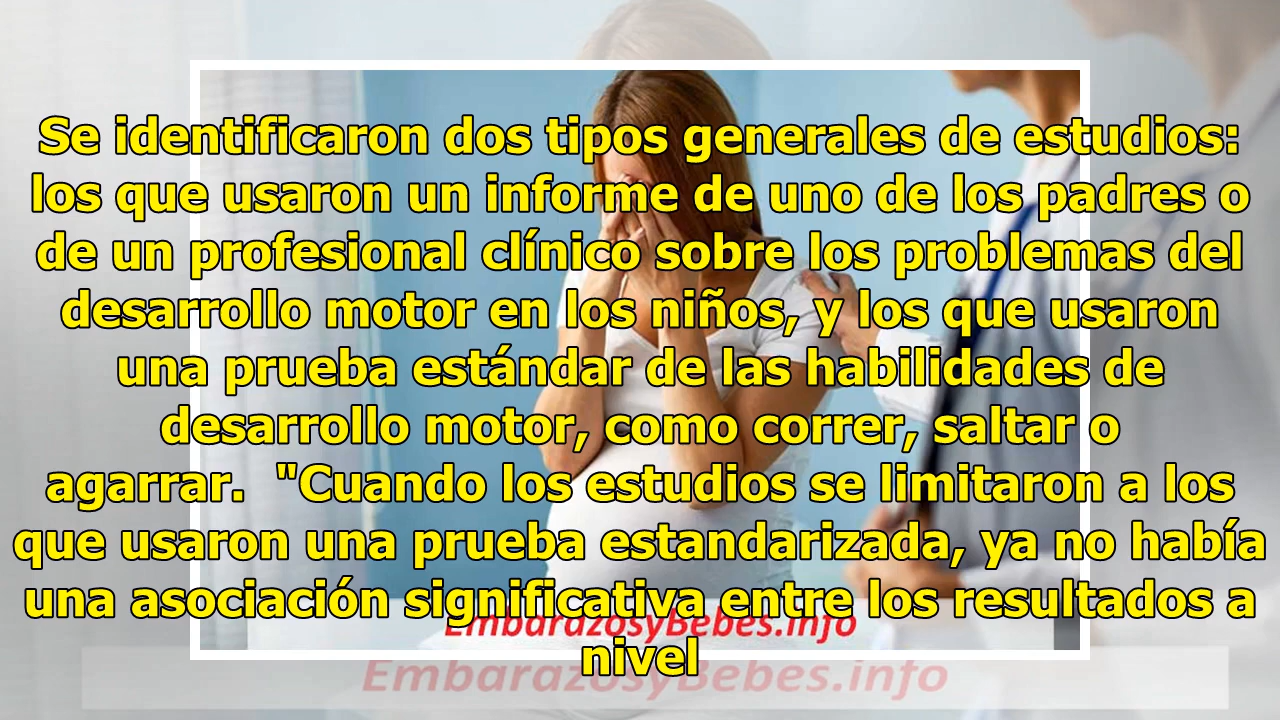 Se identificaron dos tipos generales de estudios:
los que usaron un informe de uno de los padres o
de un profesional clínico sobre los problemas del
desarrollo motor en los niños, y los que usaron
una prueba estándar de las habilidades de
desarrollo motor, como correr, saltar o
agarrar.  "Cuando los estudios se limitaron a los
que usaron una prueba estandarizada, ya no había
una asociación significativa entre los resultados a
nivel
EmbarazosyBebes.info
EmbarazosyBebes.info